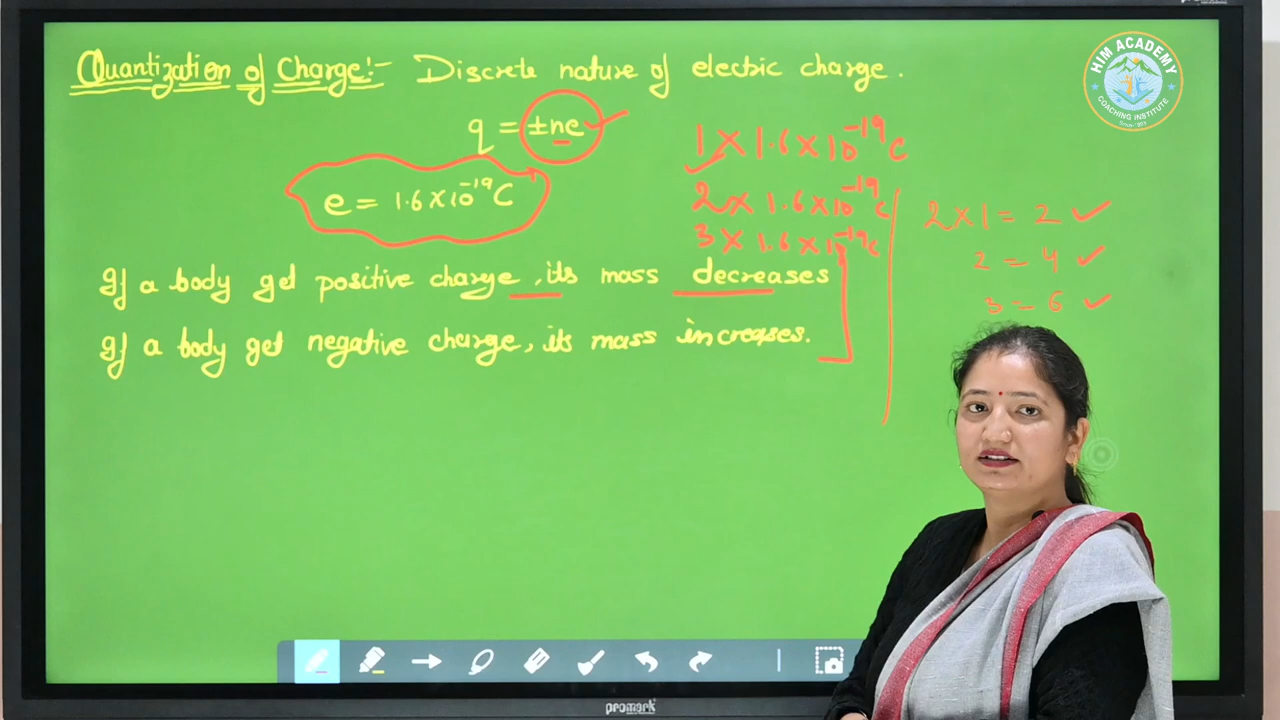 Quantization of Charge:- Discrete nature of electric charge.
q = ±ne
e = 1.6×10⁻¹⁹C
1 × 1.6×10⁻¹⁹ C
2 × 1.6×10⁻¹⁹ C
3 × 1.6×10⁻¹⁹ C
2×1 = 2 ✓
2 = 4 ✓
3 = 6 ✓
If a body get positive charge, its mass decreases
If a body get negative charge, its mass increases.
HIM ACADEMY
COACHING INSTITUTE
promark